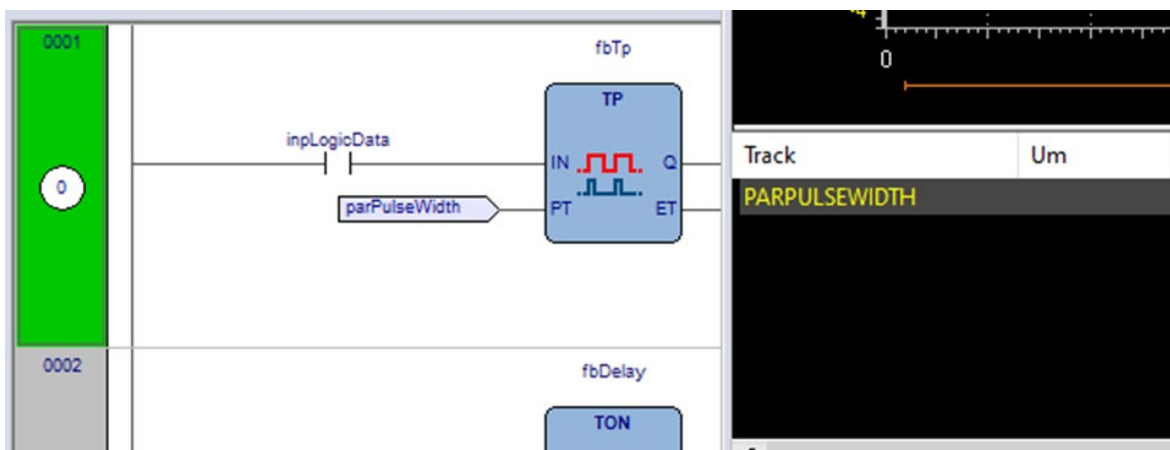 0001
fbTp
TP
inpLogicData
IN
Q
0
parPulseWidth
PT
ET
0002
fbDelay
TON
0
Track
Um
PARPULSEWIDTH